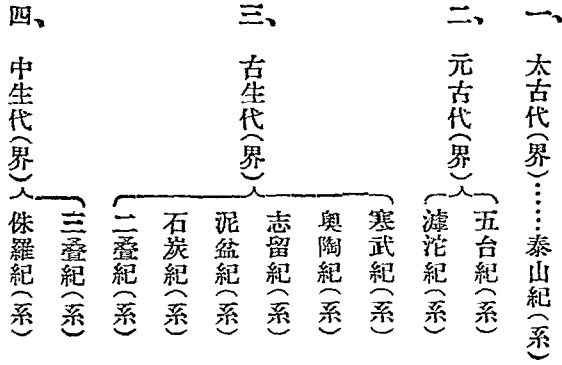 一、太古代(界)……泰山紀(系)
二、元古代(界)
五台紀(系)
滹沱紀(系)
三、古生代(界)
寒武紀(系)
奧陶紀(系)
志留紀(系)
泥盆紀(系)
石炭紀(系)
二叠紀(系)
四、中生代(界)
三叠紀(系)
侏羅紀(系)